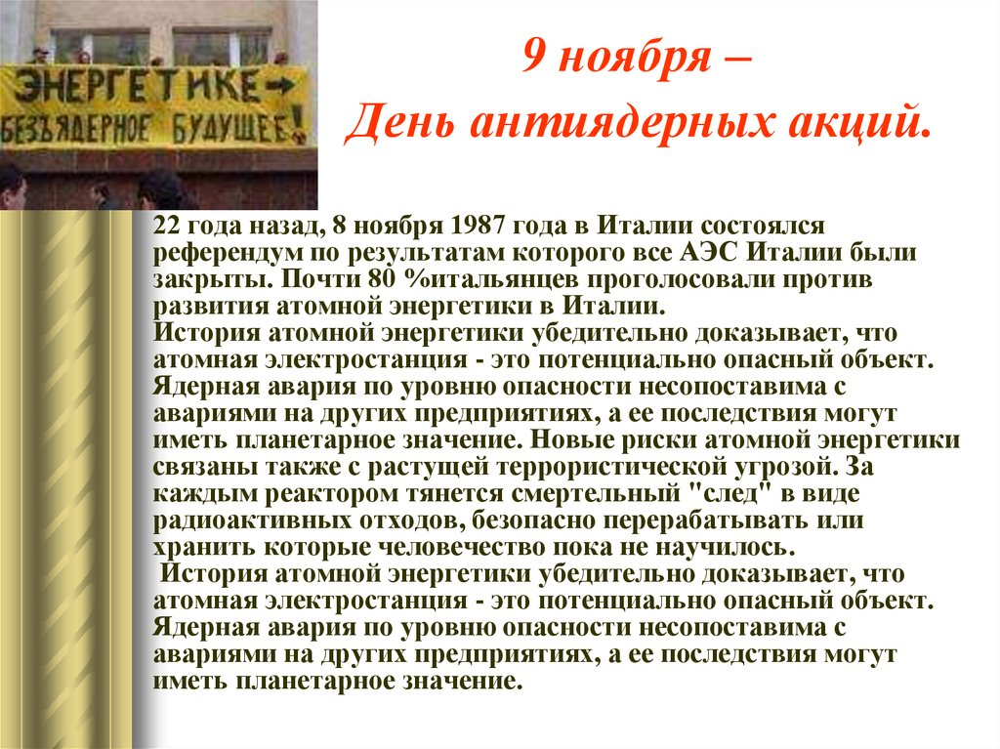 ЭНЕРГЕТИКЕ→
БЕЗЪЯДЕРНОЕ БУДУЩЕЕ!
9 ноября –
День антиядерных акций.
22 года назад, 8 ноября 1987 года в Италии состоялся
референдум по результатам которого все АЭС Италии были
закрыты. Почти 80 %итальянцев проголосовали против
развития атомной энергетики в Италии.
История атомной энергетики убедительно доказывает, что
атомная электростанция - это потенциально опасный объект.
Ядерная авария по уровню опасности несопоставима с
авариями на других предприятиях, а ее последствия могут
иметь планетарное значение. Новые риски атомной энергетики
связаны также с растущей террористической угрозой. За
каждым реактором тянется смертельный "след" в виде
радиоактивных отходов, безопасно перерабатывать или
хранить которые человечество пока не научилось.
История атомной энергетики убедительно доказывает, что
атомная электростанция - это потенциально опасный объект.
Ядерная авария по уровню опасности несопоставима с
авариями на других предприятиях, а ее последствия могут
иметь планетарное значение.